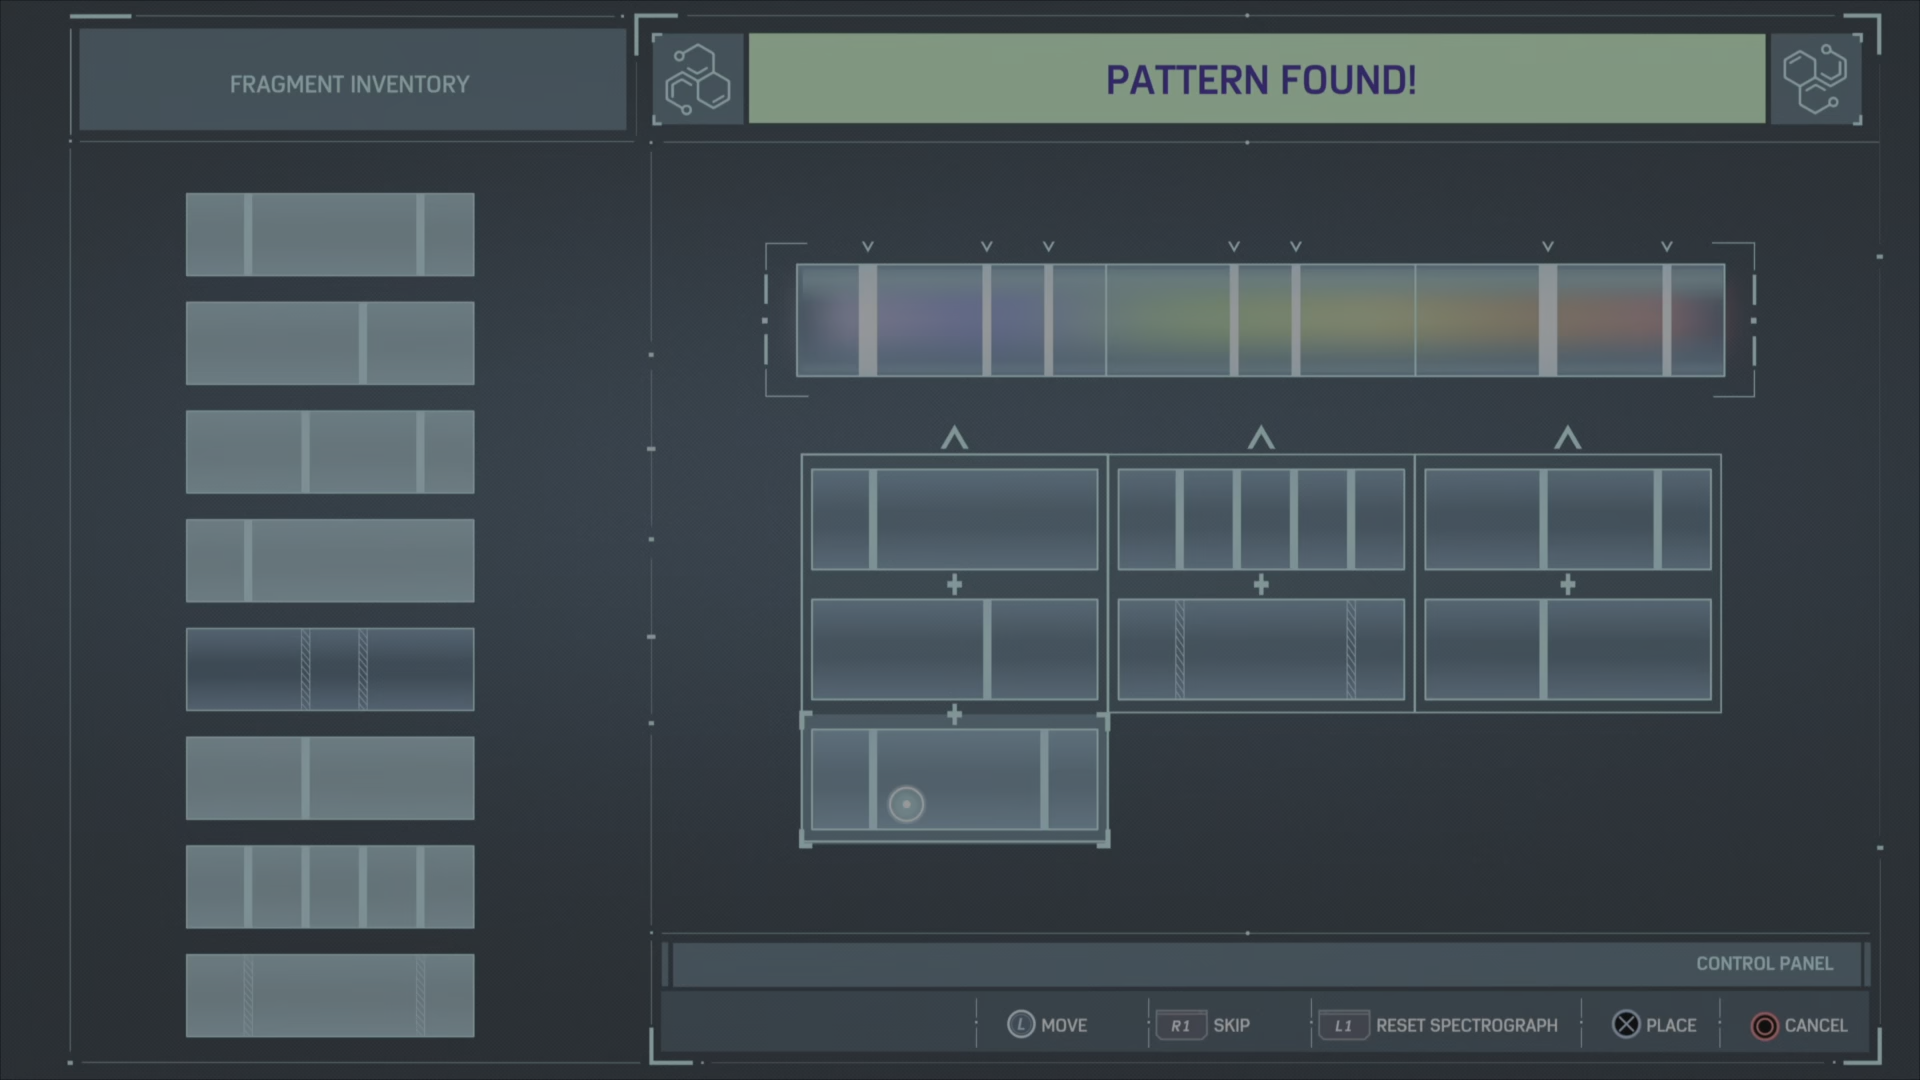 FRAGMENT INVENTORY
PATTERN FOUND!
CONTROL PANEL
L MOVE
R1 SKIP
L1 RESET SPECTROGRAPH
PLACE
CANCEL